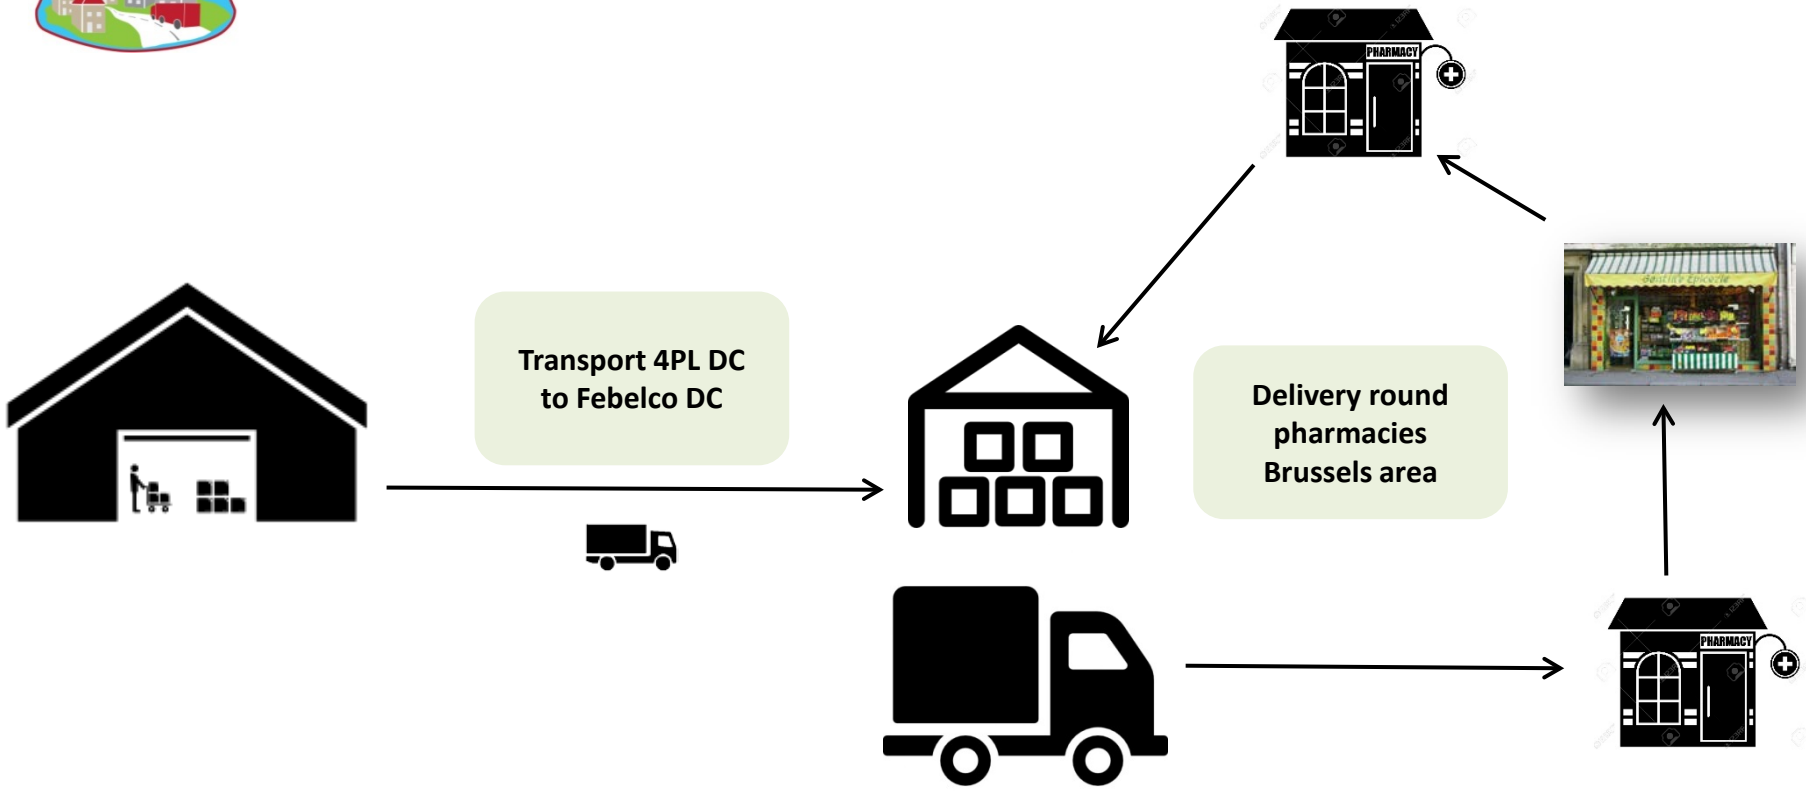 PHARMACY
Transport 4PL DC
to Febelco DC
Delivery round
pharmacies
Brussels area
PHARMACY